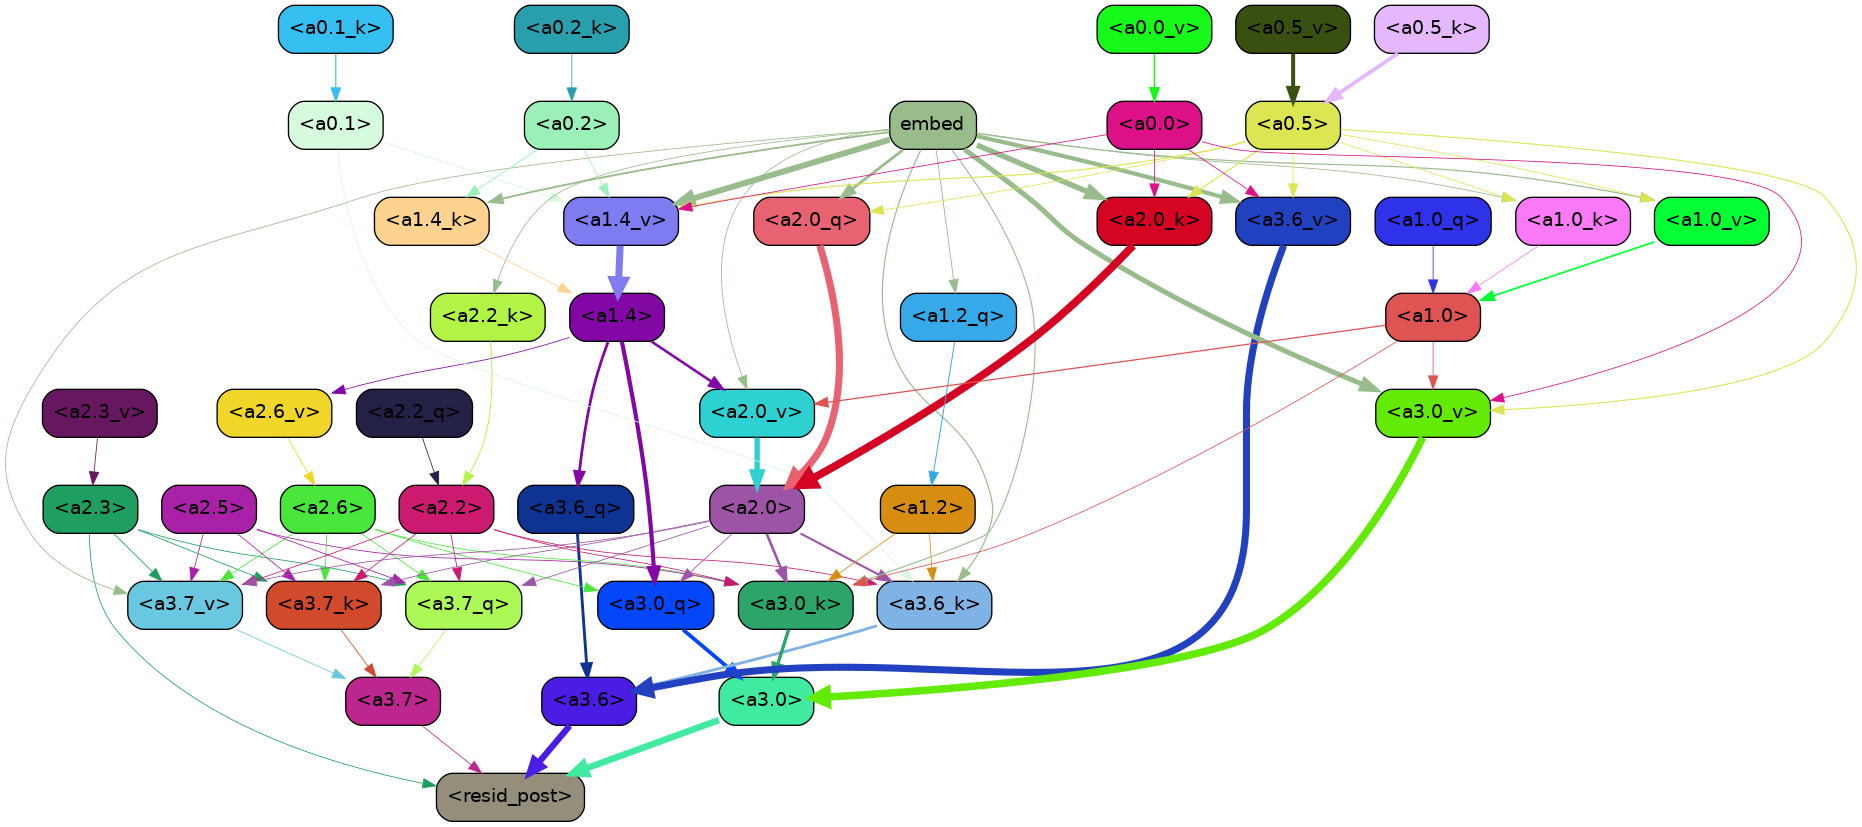 <a0.1_k>
<a0.2_k>
<a0.0_v>
<a0.5_v>
<a0.5_k>
<a0.1>
<a0.2>
embed
<a0.0>
<a0.5>
<a1.4_k>
<a1.4_v>
<a2.0_q>
<a2.0_k>
<a3.6_v>
<a1.0_q>
<a1.0_k>
<a1.0_v>
<a2.2_k>
<a1.4>
<a1.2_q>
<a1.0>
<a2.3_v>
<a2.6_v>
<a2.2_q>
<a2.0_v>
<a3.0_v>
<a2.3>
<a2.5>
<a2.6>
<a2.2>
<a3.6_q>
<a2.0>
<a1.2>
<a3.7_v>
<a3.7_k>
<a3.7_q>
<a3.0_q>
<a3.0_k>
<a3.6_k>
<a3.7>
<a3.6>
<a3.0>
<resid_post>